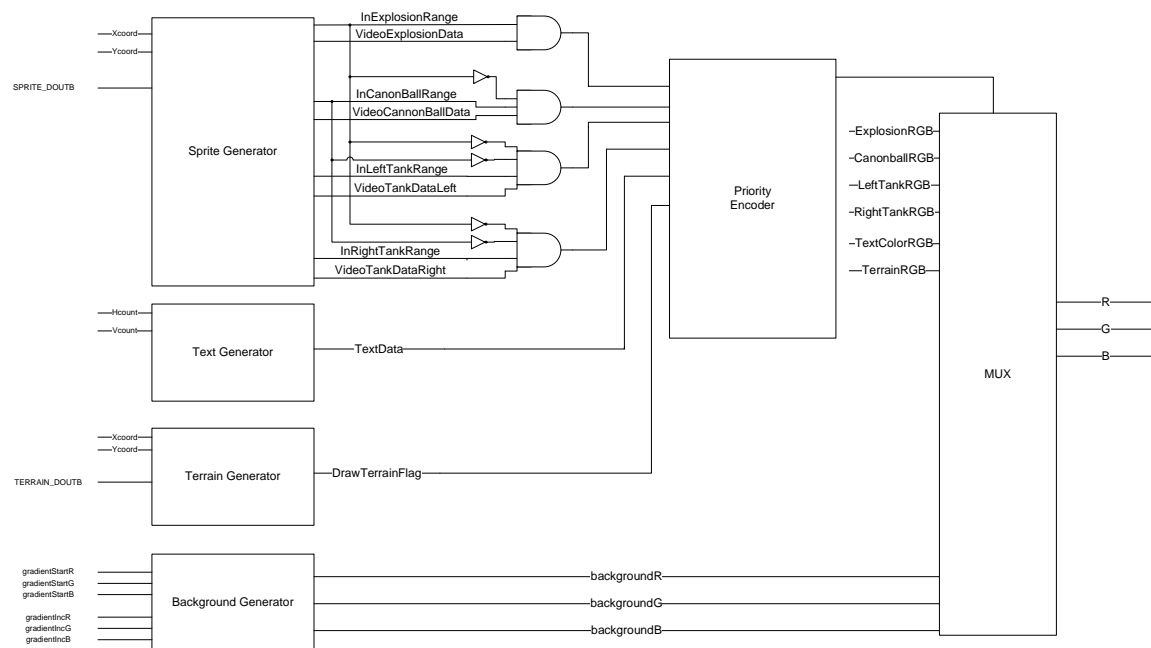 Xcoord
Ycoord
SPRITE_DOUTB
Sprite Generator
InExplosionRange
VideoExplosionData
InCanonBallRange
VideoCannonBallData
InLeftTankRange
VideoTankDataLeft
InRightTankRange
VideoTankDataRight
Hcount
Vcount
Text Generator
TextData
Xcoord
Ycoord
TERRAIN_DOUTB
Terrain Generator
DrawTerrainFlag
gradientStartR
gradientStartG
gradientStartB
gradientIncR
gradientIncG
gradientIncB
Background Generator
backgroundR
backgroundG
backgroundB
Priority
Encoder
ExplosionRGB
CanonballRGB
LeftTankRGB
RightTankRGB
TextColorRGB
TerrainRGB
MUX
R
G
B